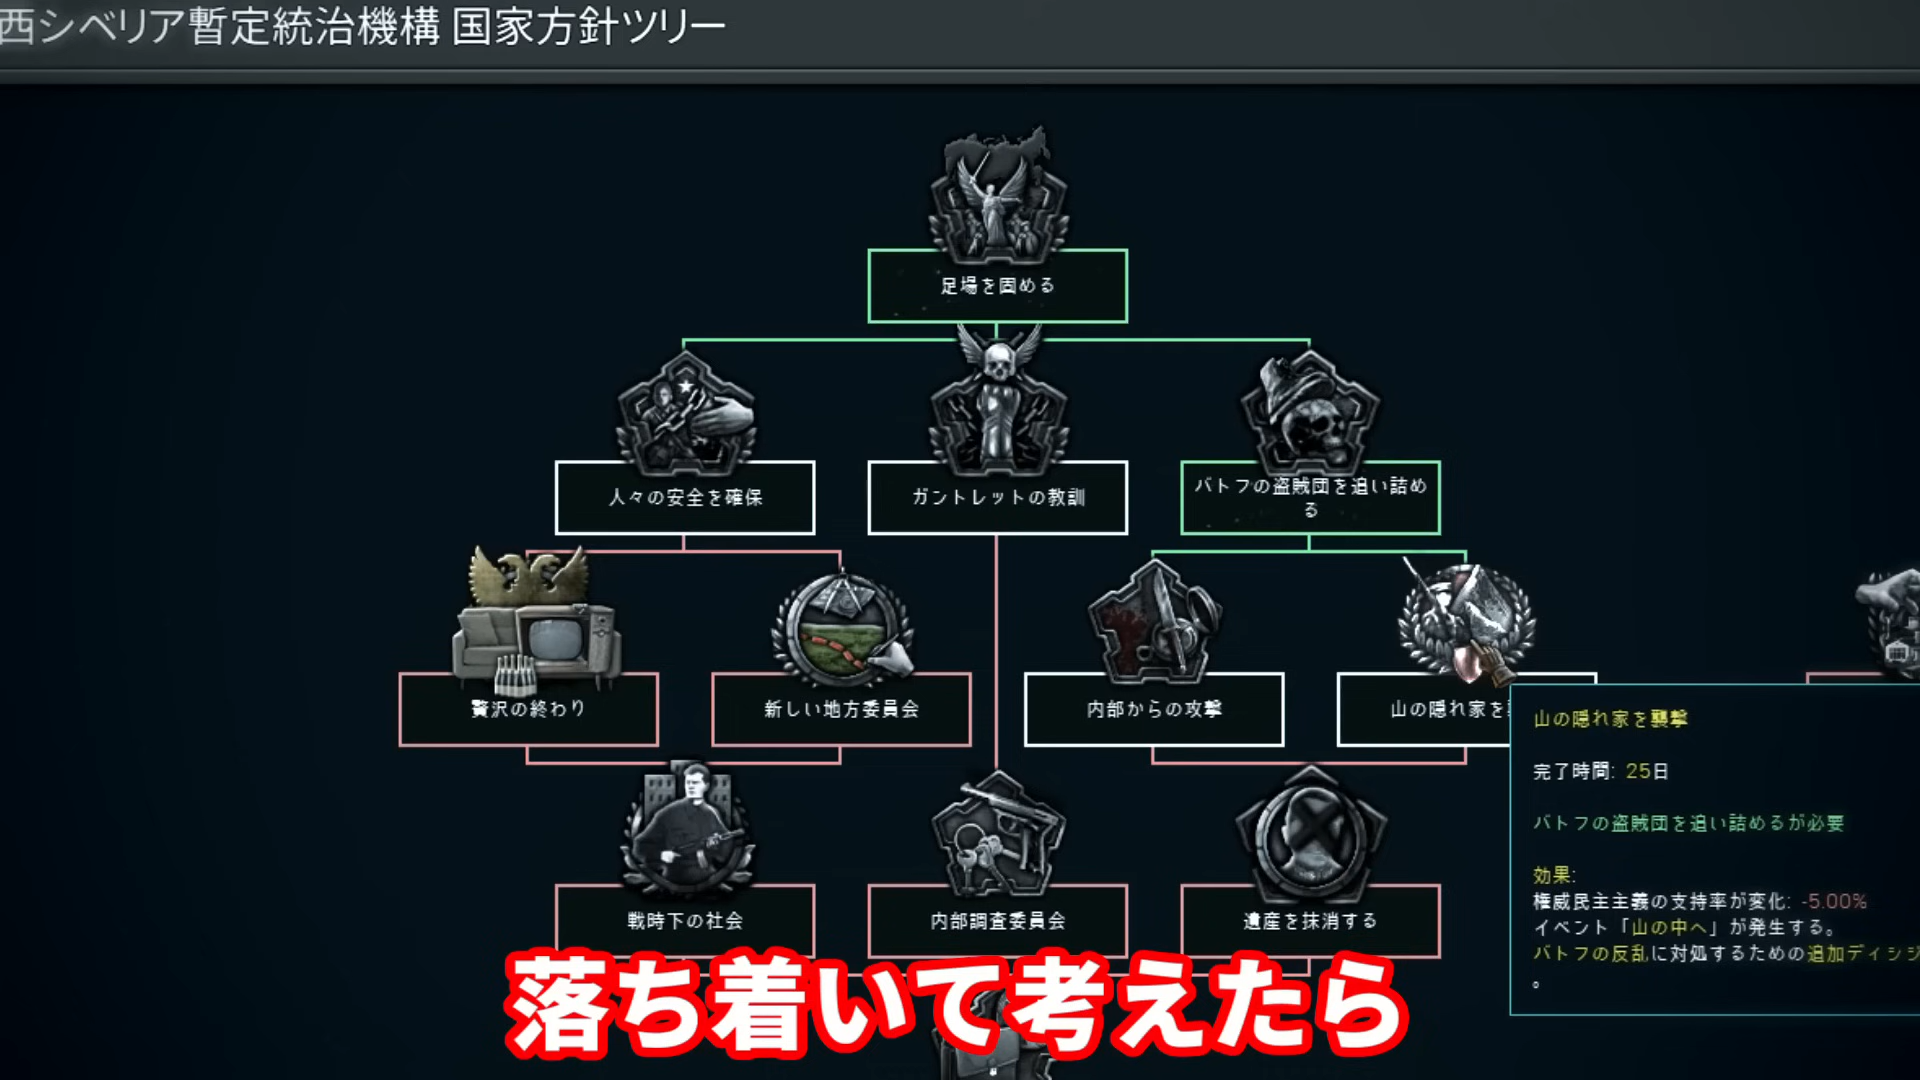 西シベリア暫定統治機構 国家方針ツリー
足場を固める
人々の安全を確保
ガントレットの教訓
バトフの盗賊団を追い詰め
る
贅沢の終わり
新しい地方委員会
内部からの攻撃
山の隠れ家を
山の隠れ家を襲撃
完了時間: 25日
バトフの盗賊団を追い詰めるが必要
効果:
権威民主主義の支持率が変化: -5.00%
イベント「山の中へ」が発生する。
バトフの反乱に対処するための追加ディシジ
。
戦時下の社会
内部調査委員会
遺産を抹消する
落ち着いて考えたら